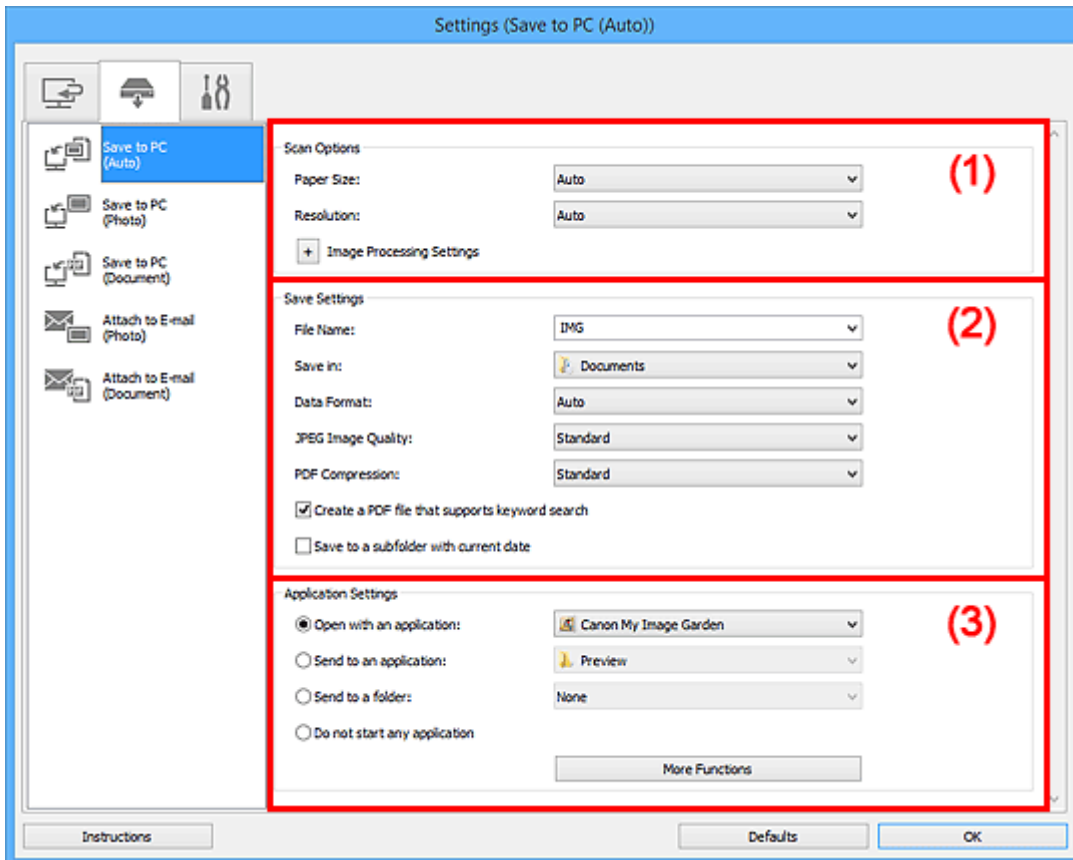 Settings (Save to PC (Auto))
Save to PC
(Auto)
Save to PC
(Photo)
Save to PC
(Document)
Attach to E-mail
(Photo)
Attach to E-mail
(Document)
Scan Options
(1)
Paper Size: Auto
Resolution: Auto
+ Image Processing Settings
Save Settings
(2)
File Name: IMG
Save in: Documents
Data Format: Auto
JPEG Image Quality: Standard
PDF Compression: Standard
Create a PDF file that supports keyword search
Save to a subfolder with current date
Application Settings
(3)
Open with an application: Canon My Image Garden
Send to an application: Preview
Send to a folder: None
Do not start any application
More Functions
Instructions Defaults OK